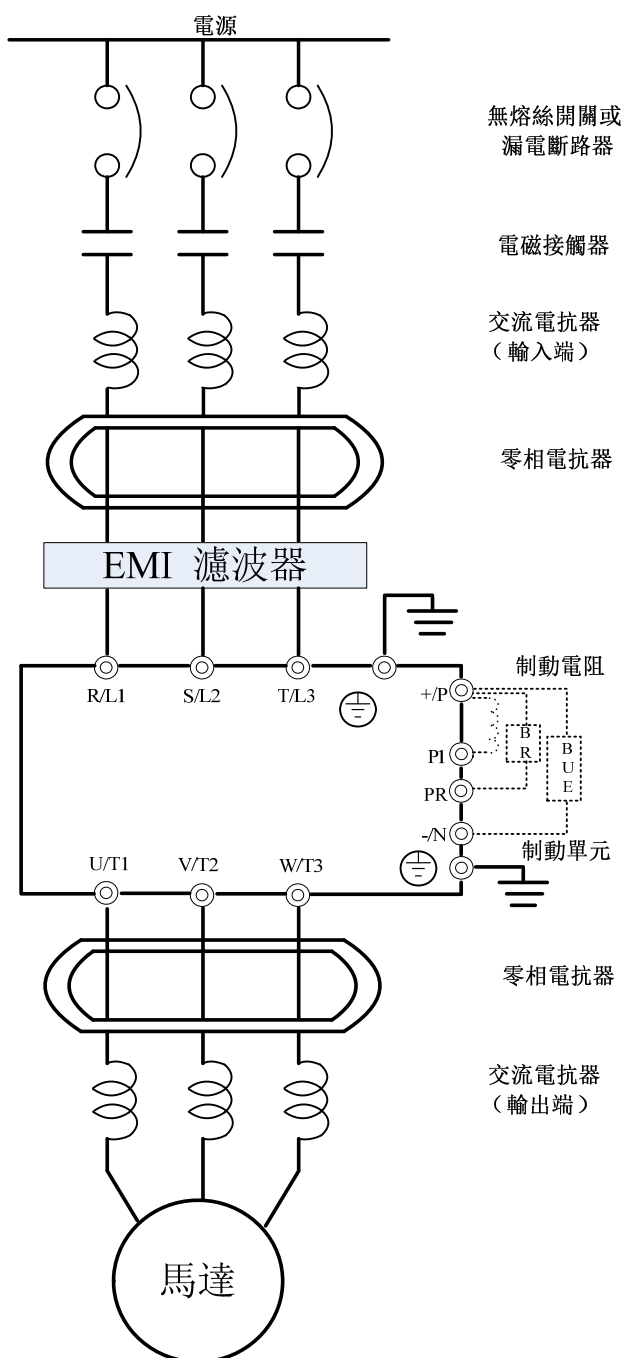 電源
無熔絲開關或
漏電斷路器
電磁接觸器
交流電抗器
（輸入端）
零相電抗器
EMI 濾波器
制動電阻
R/L1
S/L2
T/L3
+/P
BR
BUE
P1
PR
-/N
制動單元
U/T1
V/T2
W/T3
零相電抗器
交流電抗器
（輸出端）
馬達